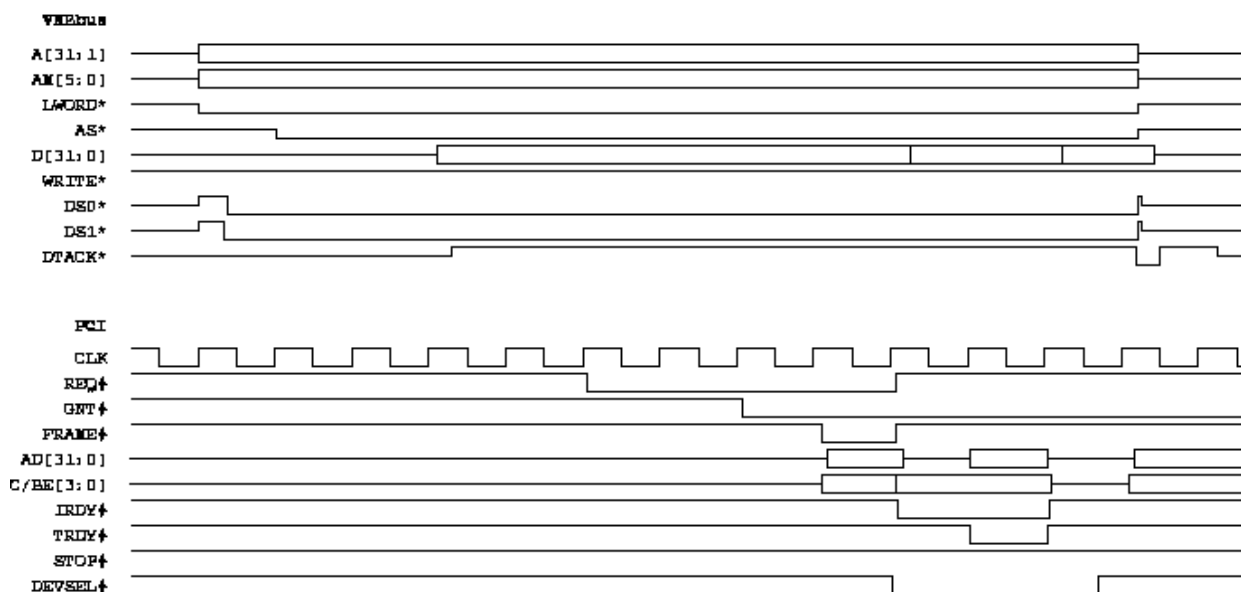 VMEbus
A[31:1]
AM[5:0]
LWORD*
AS*
D[31:0]
WRITE*
DS0*
DS1*
DTACK*
PCI
CLK
REQ#
GNT#
FRAME#
AD[31:0]
C/BE[3:0]
IRDY#
TRDY#
STOP#
DEVSEL#